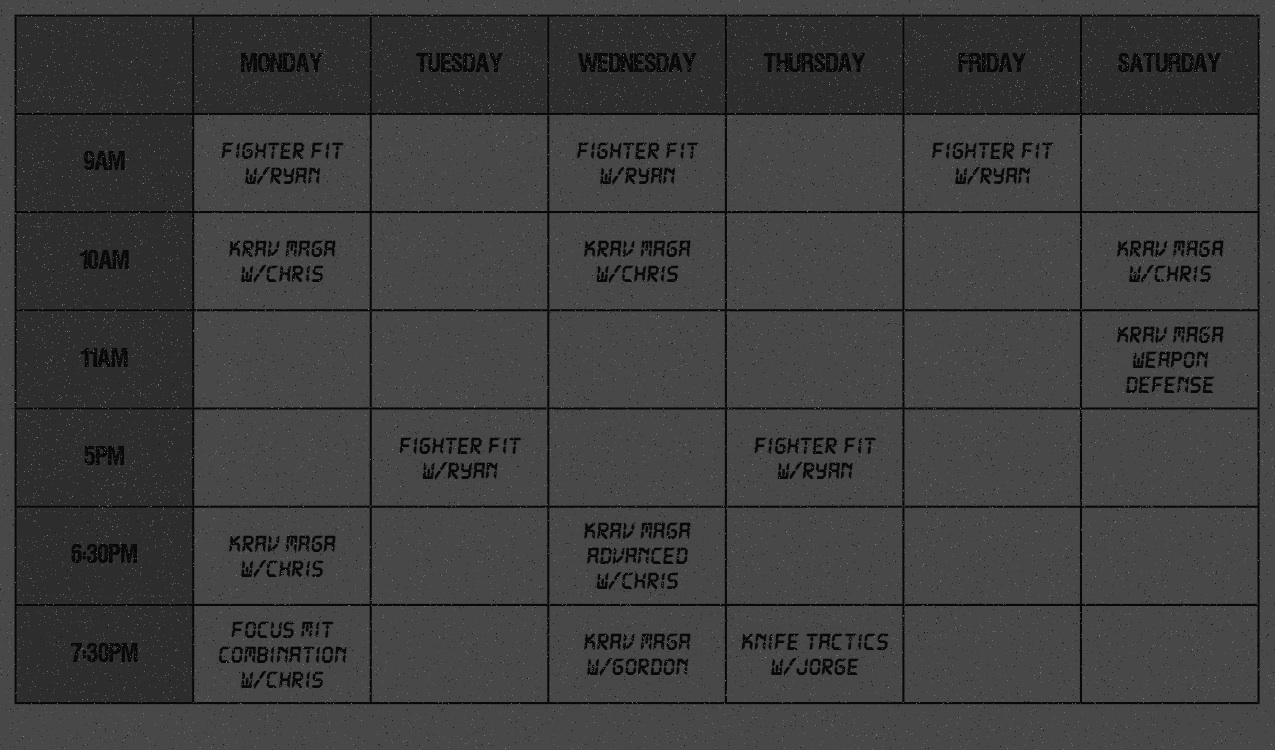 MONDAY TUESDAY WEDNESDAY THURSDAY FRIDAY SATURDAY
9AM
FIGHTER FIT
W/RYAN
FIGHTER FIT
W/RYAN
FIGHTER FIT
W/RYAN
10AM
KRAV MAGA
W/CHRIS
KRAV MAGA
W/CHRIS
KRAV MAGA
W/CHRIS
11AM
KRAV MAGA
WEAPON
DEFENSE
5PM
FIGHTER FIT
W/RYAN
FIGHTER FIT
W/RYAN
6:30PM
KRAV MAGA
W/CHRIS
KRAV MAGA
ADVANCED
W/CHRIS
7:30PM
FOCUS MIT
COMBINATION
W/CHRIS
KRAV MAGA
W/GORDON
KNIFE TACTICS
W/JORGE